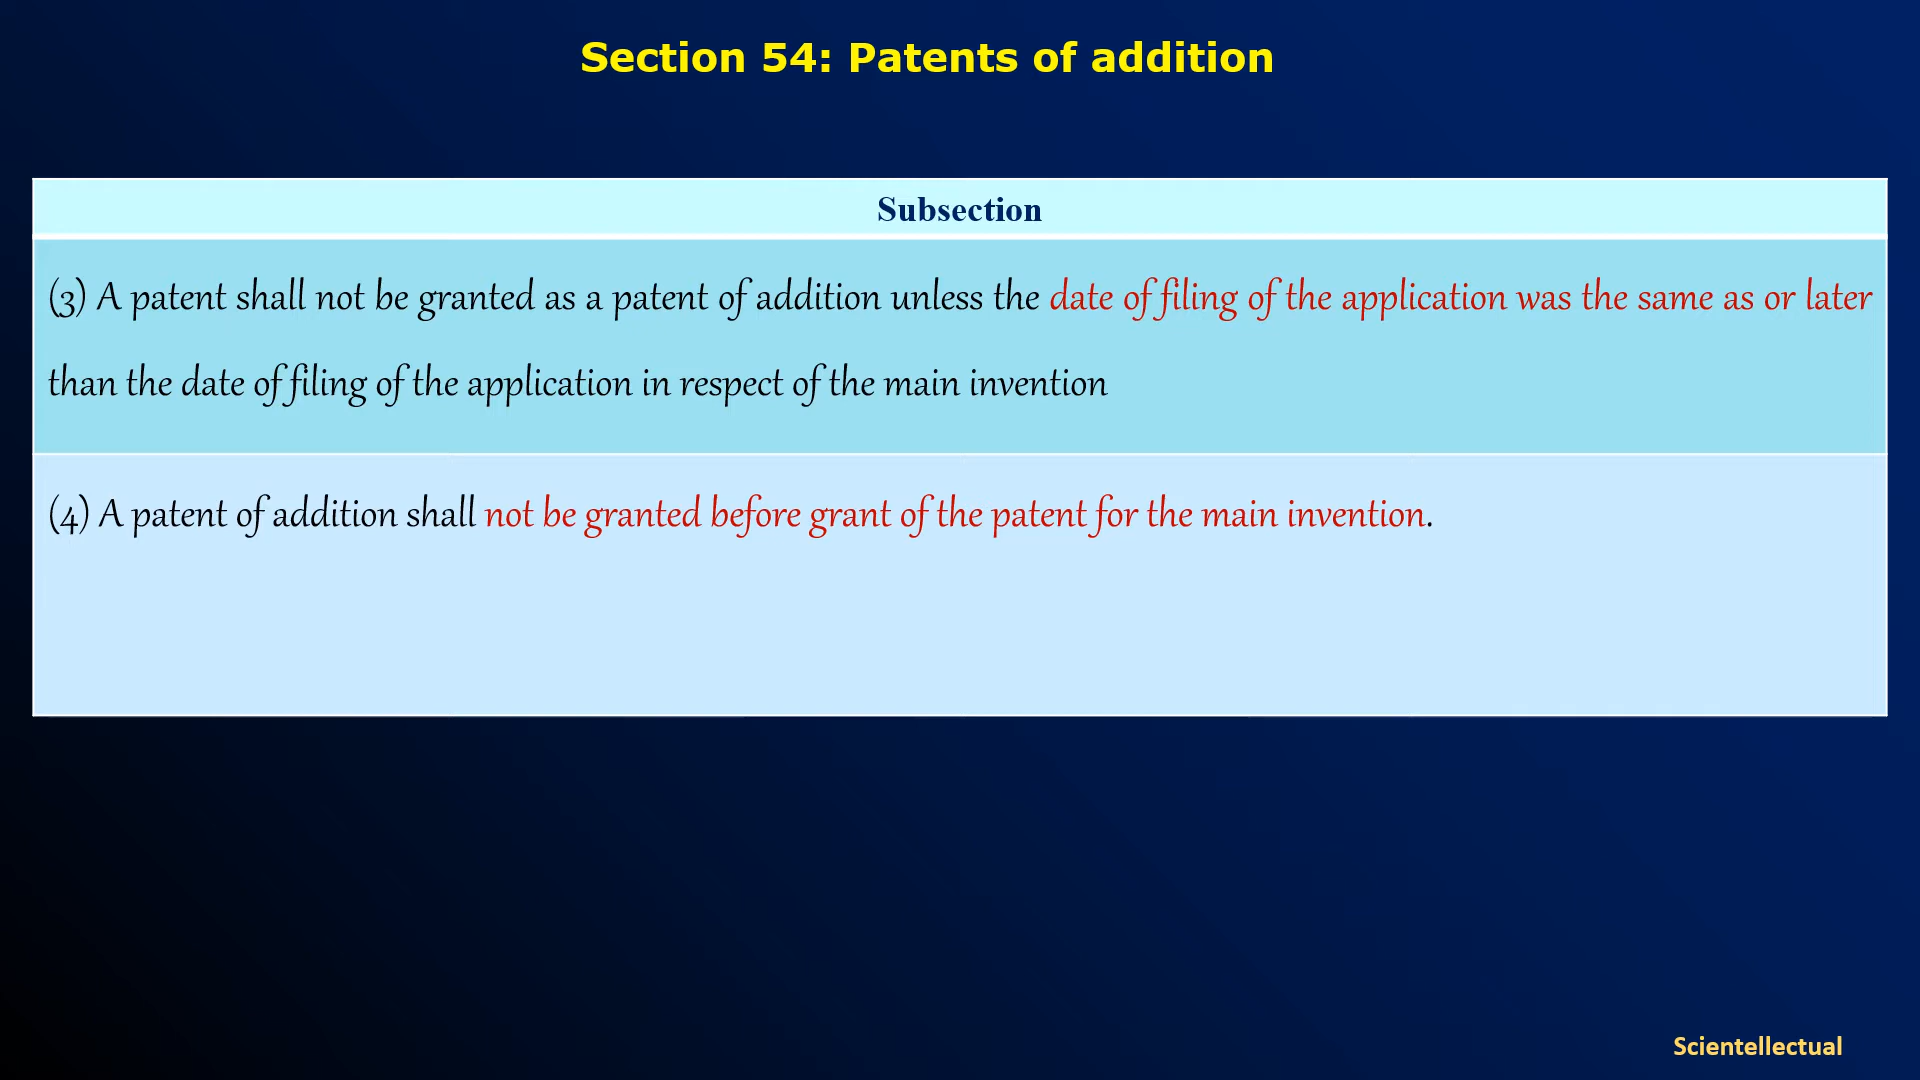 Section 54: Patents of addition
Subsection
(3) A patent shall not be granted as a patent of addition unless the date of filing of the application was the same as or later
than the date of filing of the application in respect of the main invention
(4) A patent of addition shall not be granted before grant of the patent for the main invention.
Scientellectual